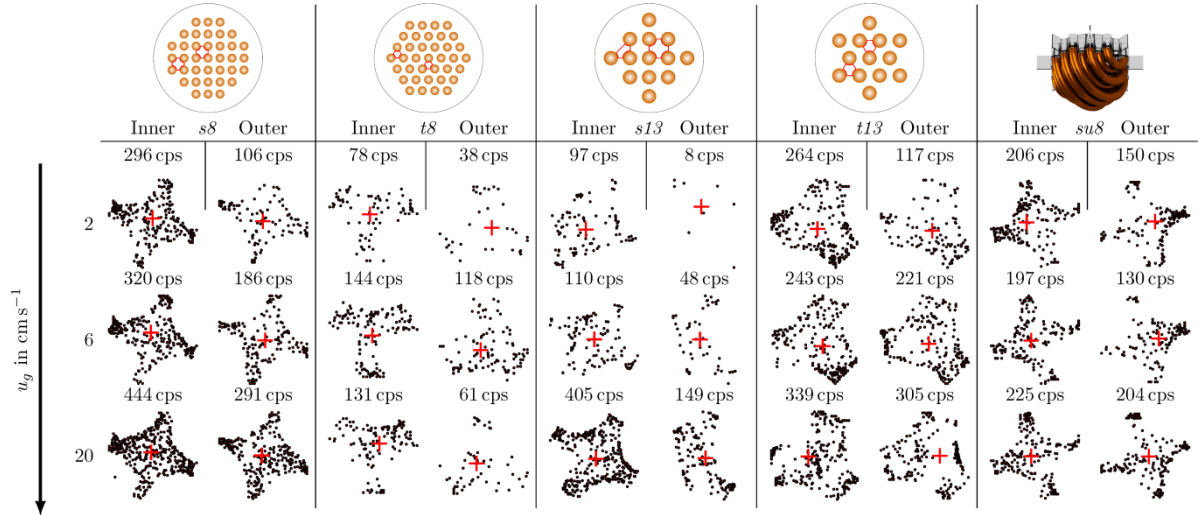 Inner s8 Outer Inner t8 Outer Inner s13 Outer Inner t13 Outer Inner su8 Outer
296 cps 106 cps 78 cps 38 cps 97 cps 8 cps 264 cps 117 cps 206 cps 150 cps
2
320 cps 186 cps 144 cps 118 cps 110 cps 48 cps 243 cps 221 cps 197 cps 130 cps
6
444 cps 291 cps 131 cps 61 cps 405 cps 149 cps 339 cps 305 cps 225 cps 204 cps
20
u_g in cm s⁻¹